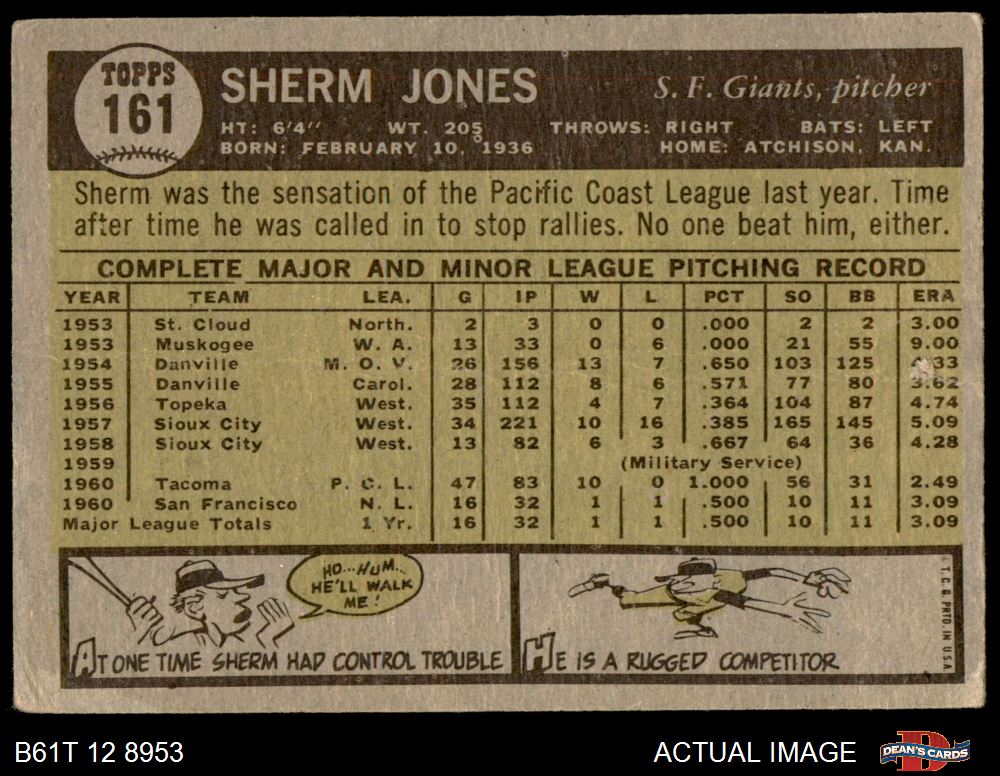 TOPPS
161
SHERM JONES
S. F. Giants, pitcher
HT: 6'4" WT. 205 THROWS: RIGHT BATS: LEFT
BORN: FEBRUARY 10, 1936 HOME: ATCHISON, KAN.
Sherm was the sensation of the Pacific Coast League last year. Time
after time he was called in to stop rallies. No one beat him, either.
COMPLETE MAJOR AND MINOR LEAGUE PITCHING RECORD
YEAR TEAM LEA. G IP W L PCT SO BB ERA
1953 St. Cloud North. 2 3 0 0 .000 2 2 3.00
1953 Muskogee W. A. 13 33 0 6 .000 21 55 9.00
1954 Danville M. O. V. 26 156 13 7 .650 103 125 4.33
1955 Danville Carol. 28 112 8 6 .571 77 80 3.62
1956 Topeka West. 35 112 4 7 .364 104 87 4.74
1957 Sioux City West. 34 221 10 16 .385 165 145 5.09
1958 Sioux City West. 13 82 6 3 .667 64 36 4.28
1959 (Military Service)
1960 Tacoma P. C. L. 47 83 10 0 1.000 56 31 2.49
1960 San Francisco N. L. 16 32 1 1 .500 10 11 3.09
Major League Totals 1 Yr. 16 32 1 1 .500 10 11 3.09
HO...HUM...
HE'LL WALK
ME!
AT ONE TIME SHERM HAD CONTROL TROUBLE
HE IS A RUGGED COMPETITOR
© T.C.G. PRTD. IN U.S.A.
B61T 12 8953
ACTUAL IMAGE
D
DEAN'S CARDS